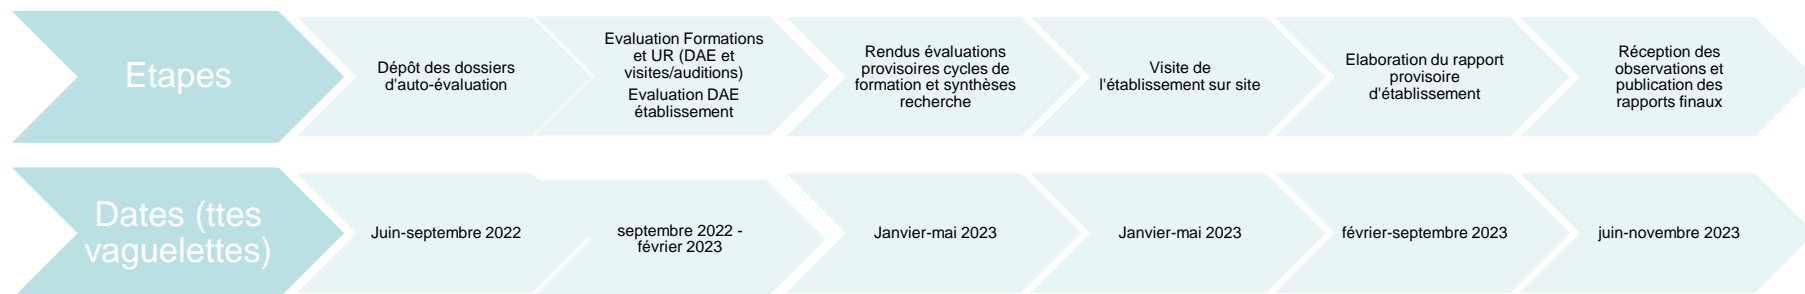 Etapes
Dépôt des dossiers
d'auto-évaluation
Evaluation Formations
et UR (DAE et
visites/auditions)
Evaluation DAE
établissement
Rendus évaluations
provisoires cycles de
formation et synthèses
recherche
Visite de
l'établissement sur site
Elaboration du rapport
provisoire
d'établissement
Réception des
observations et
publication des
rapports finaux
Dates (ttes
vaguelettes)
Juin-septembre 2022
septembre 2022 -
février 2023
Janvier-mai 2023
Janvier-mai 2023
février-septembre 2023
juin-novembre 2023